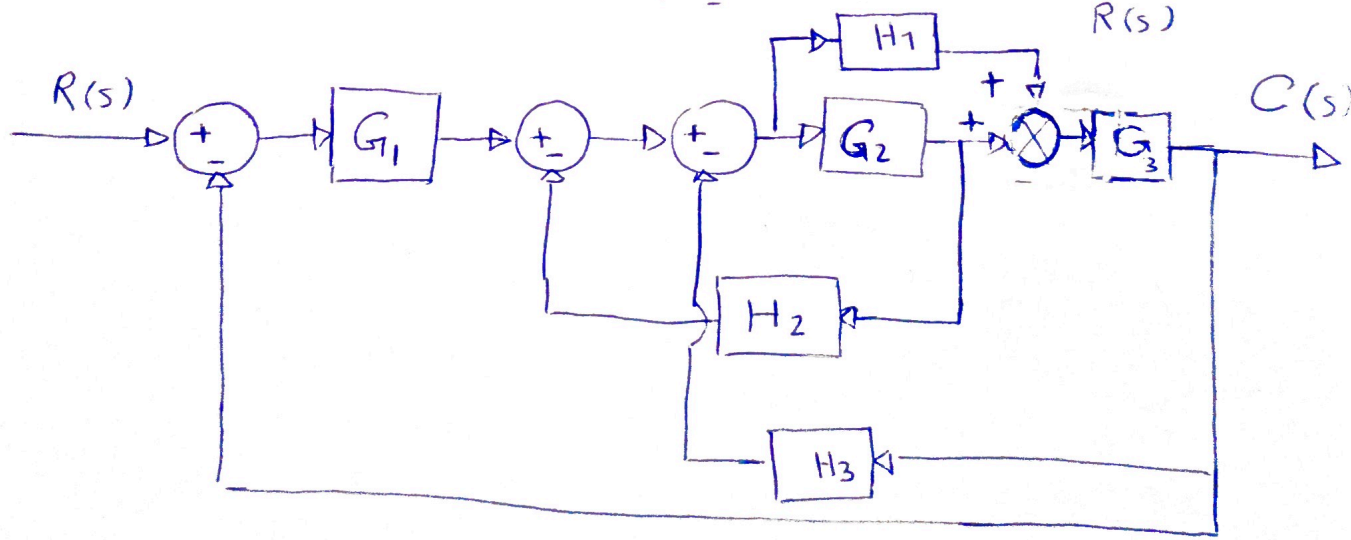 R(s)
H1
R(s)
C(s)
+
-
G1
+
-
+
-
G2
+
+
G3
H2
H3